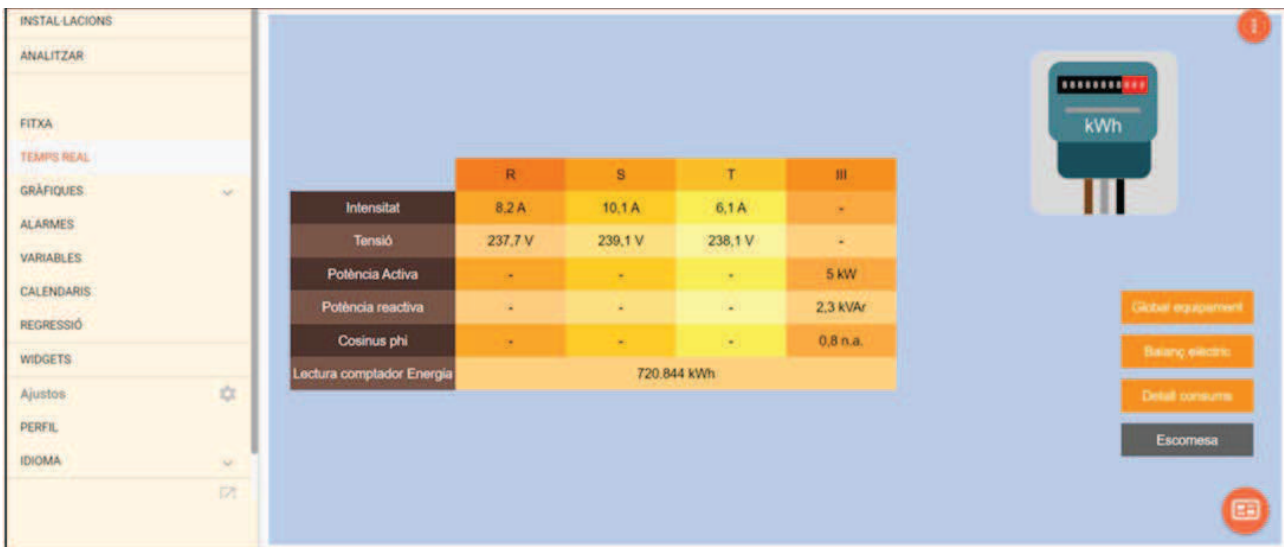 INSTAL·LACIONS
ANALITZAR
FITXA
TEMPS REAL
GRÀFIQUES
ALARMES
VARIABLES
CALENDARIS
REGRESSIÓ
WIDGETS
Ajustos
PERFIL
IDIOMA
kWh
R S T III
Intensitat 8,2 A 10,1 A 6,1 A -
Tensió 237,7 V 239,1 V 238,1 V -
Potència Activa - - - 5 kW
Potència reactiva - - - 2,3 kVAr
Cosinus phi - - - 0,8 n.a.
Lectura comptador Energía 720.844 kWh
Global equipament
Balanç elèctric
Detall consums
Escomesa